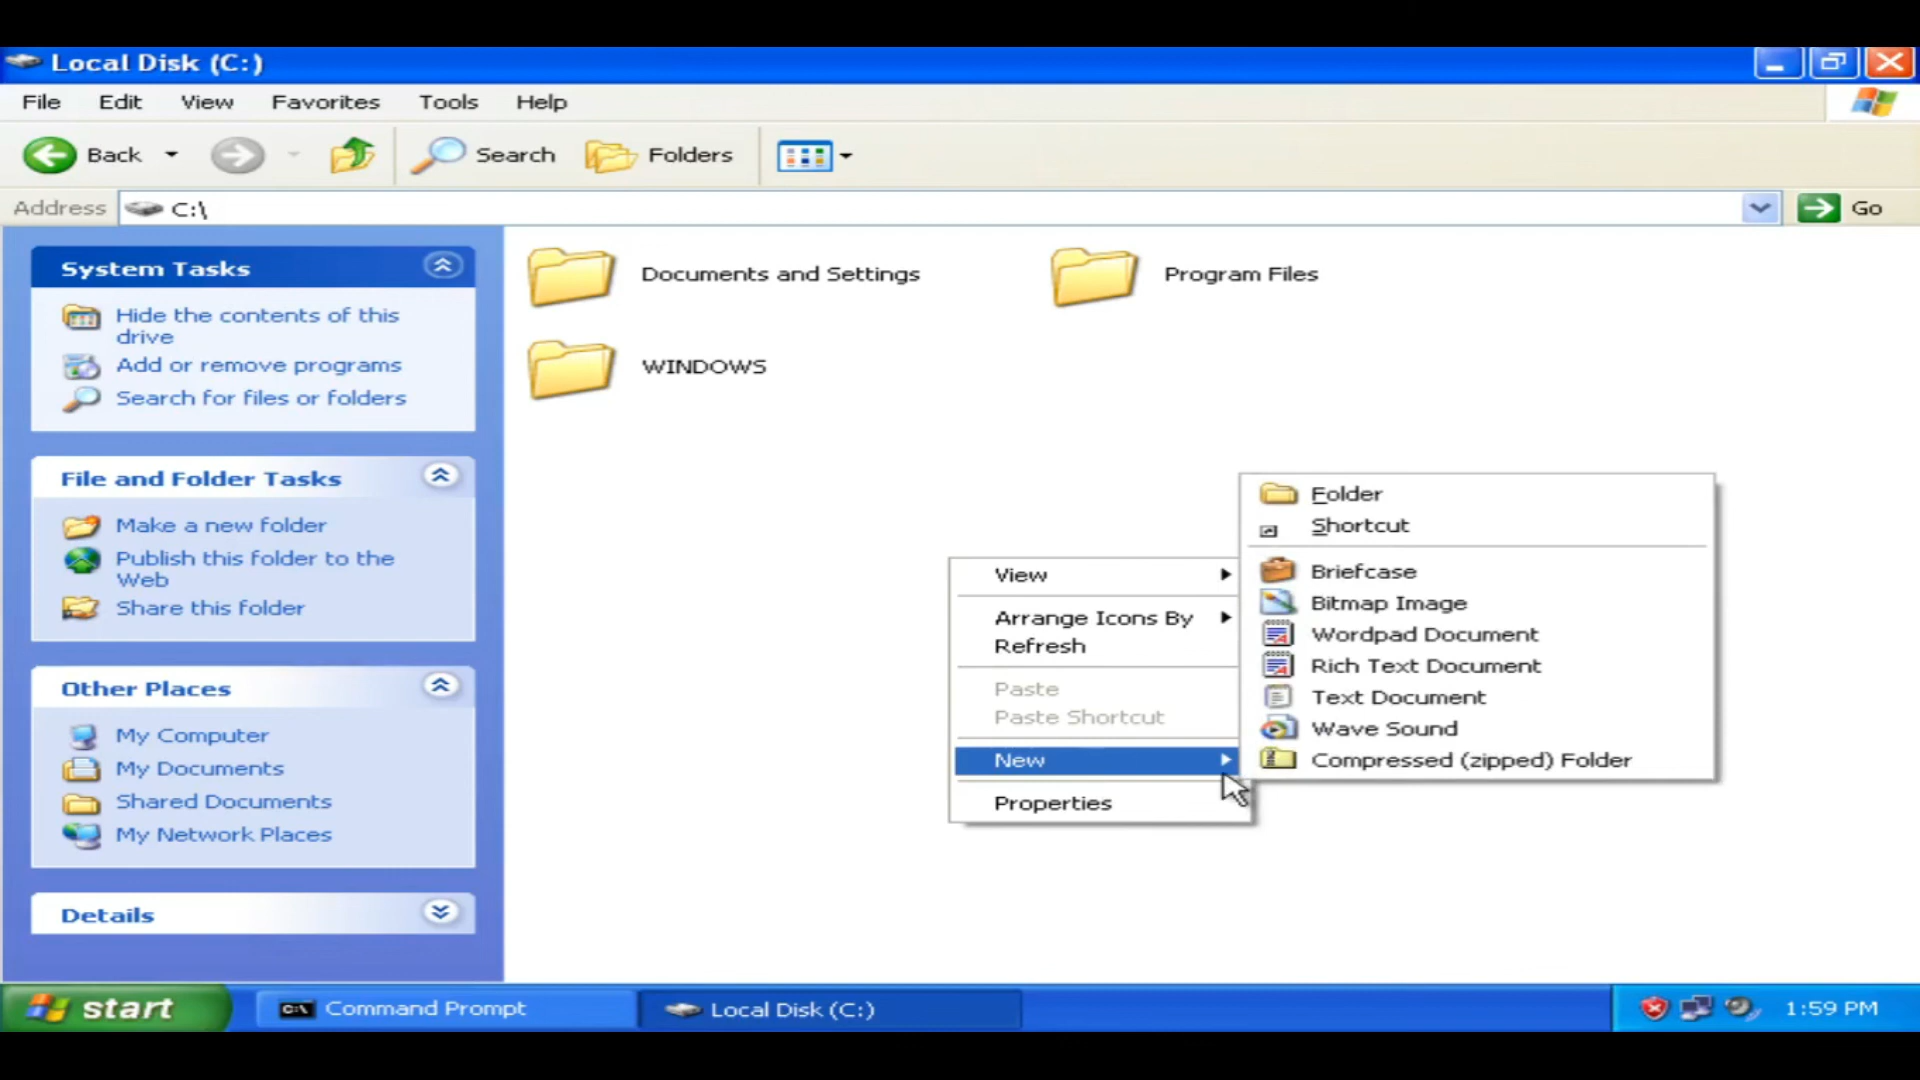 Local Disk (C:)
File Edit View Favorites Tools Help
Back Search Folders
Address C:\ Go
System Tasks
Hide the contents of this
drive
Add or remove programs
Search for files or folders
File and Folder Tasks
Make a new folder
Publish this folder to the
Web
Share this folder
Other Places
My Computer
My Documents
Shared Documents
My Network Places
Details
Documents and Settings
Program Files
WINDOWS
View
Arrange Icons By
Refresh
Paste
Paste Shortcut
New
Properties
Folder
Shortcut
Briefcase
Bitmap Image
Wordpad Document
Rich Text Document
Text Document
Wave Sound
Compressed (zipped) Folder
start C:\ Command Prompt Local Disk (C:) 1:59 PM